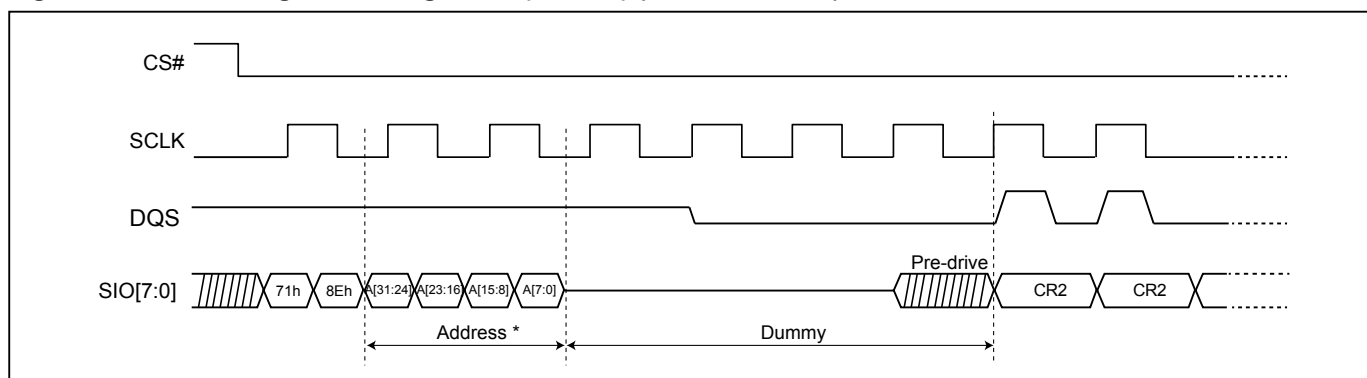 CS#
SCLK
DQS
Pre-drive
SIO[7:0] 71h 8Eh A[31:24] A[23:16] A[15:8] A[7:0] CR2 CR2
Address * Dummy